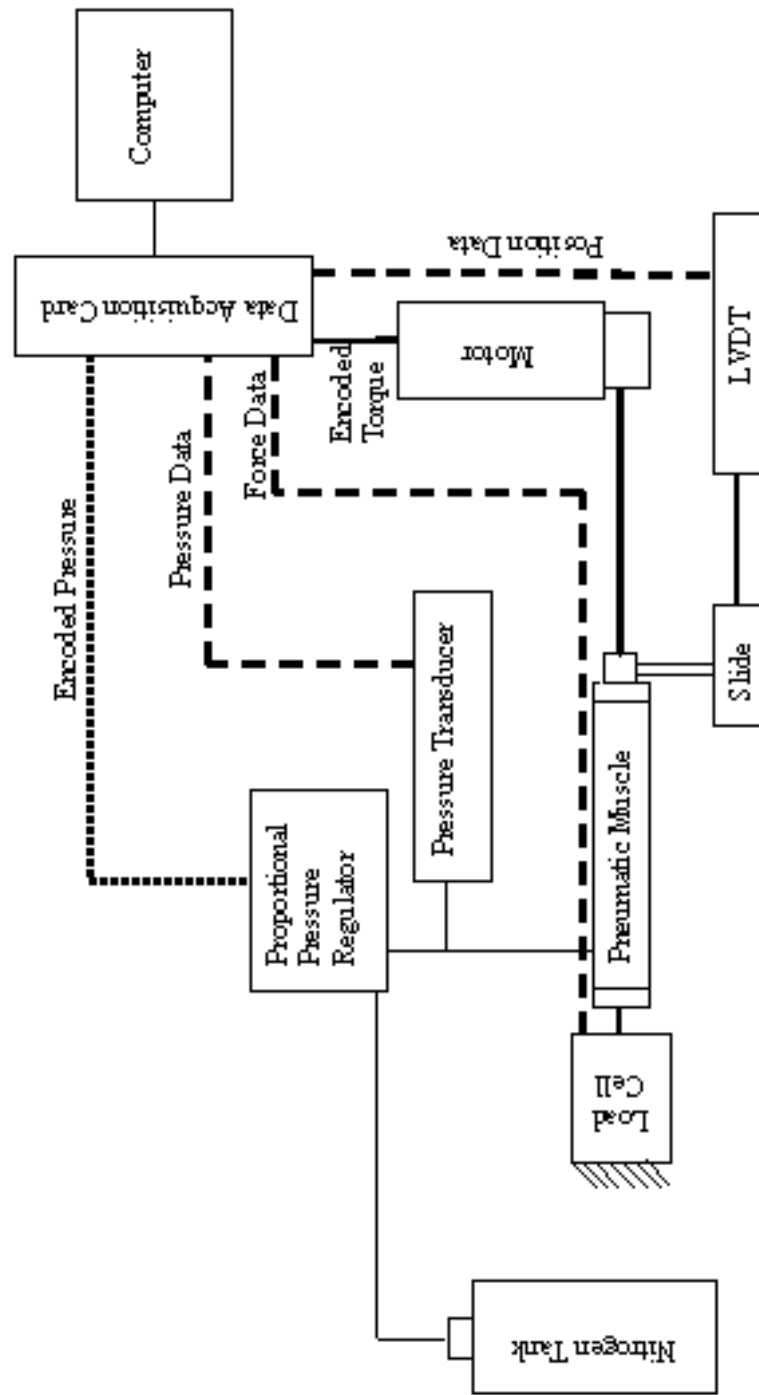 Computer
Data Acquisition Card
Position Data
LVDT
Motor
Encoded
Torque
Force Data
Pressure Data
Encoded Pressure
Slide
Pressure Transducer
Proportional
Pressure
Regulator
Pneumatic Muscle
Load
Cell
Nitrogen Tank